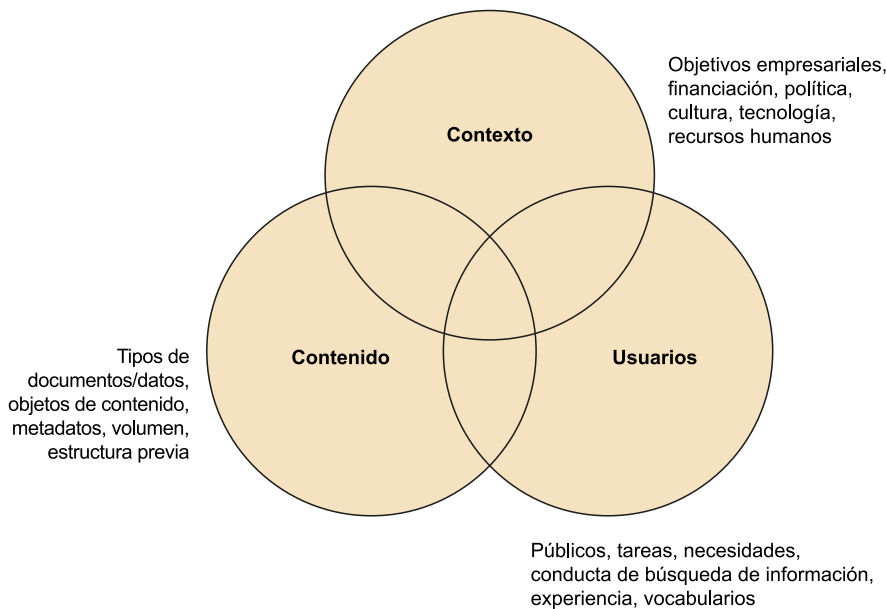 Objetivos empresariales,
financiación, política,
cultura, tecnología,
recursos humanos
Contexto
Contenido
Usuarios
Tipos de
documentos/datos,
objetos de contenido,
metadatos, volumen,
estructura previa
Públicos, tareas, necesidades,
conducta de búsqueda de información,
experiencia, vocabularios